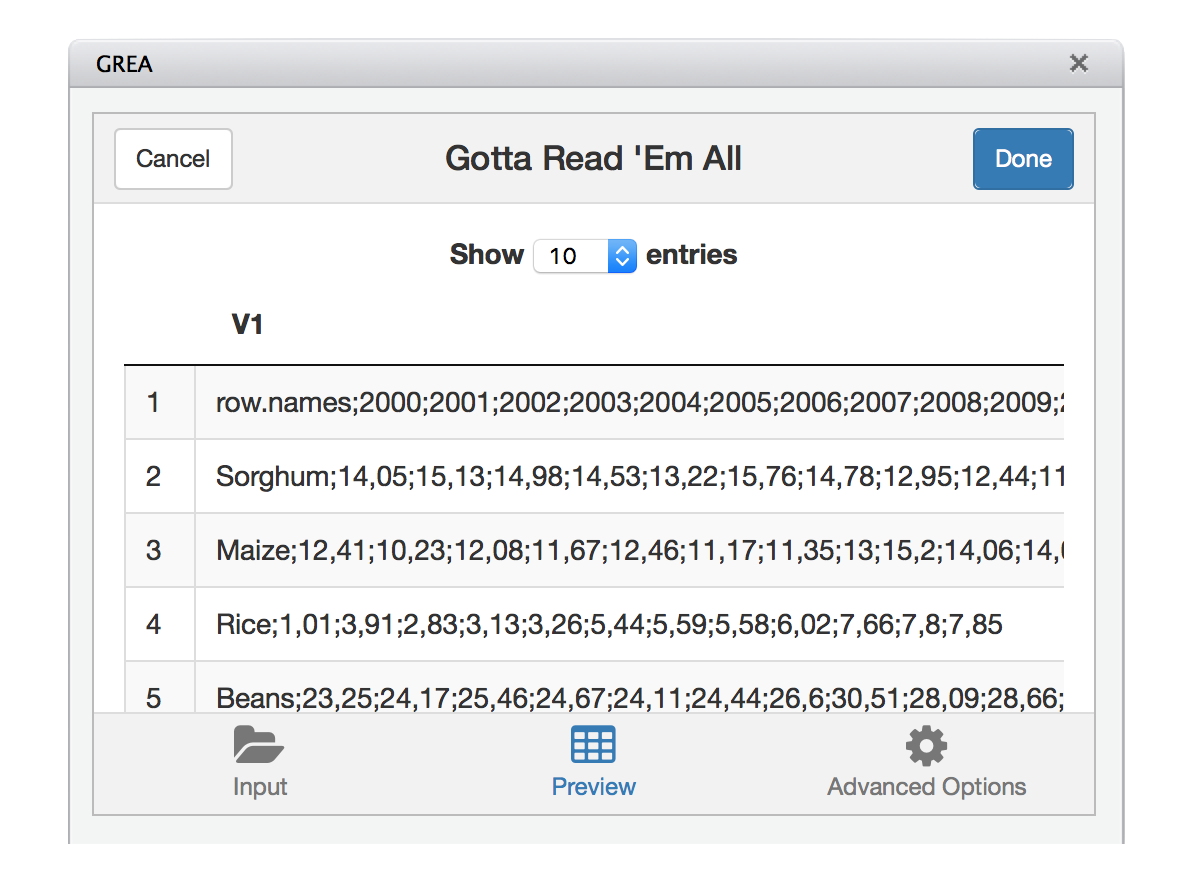 GREA
Cancel Gotta Read 'Em All Done
Show 10 entries
V1
1 row.names;2000;2001;2002;2003;2004;2005;2006;2007;2008;2009;
2 Sorghum;14,05;15,13;14,98;14,53;13,22;15,76;14,78;12,95;12,44;11
3 Maize;12,41;10,23;12,08;11,67;12,46;11,17;11,35;13;15,2;14,06;14,
4 Rice;1,01;3,91;2,83;3,13;3,26;5,44;5,59;5,58;6,02;7,66;7,8;7,85
5 Beans;23,25;24,17;25,46;24,67;24,11;24,44;26,6;30,51;28,09;28,66;
Input Preview Advanced Options